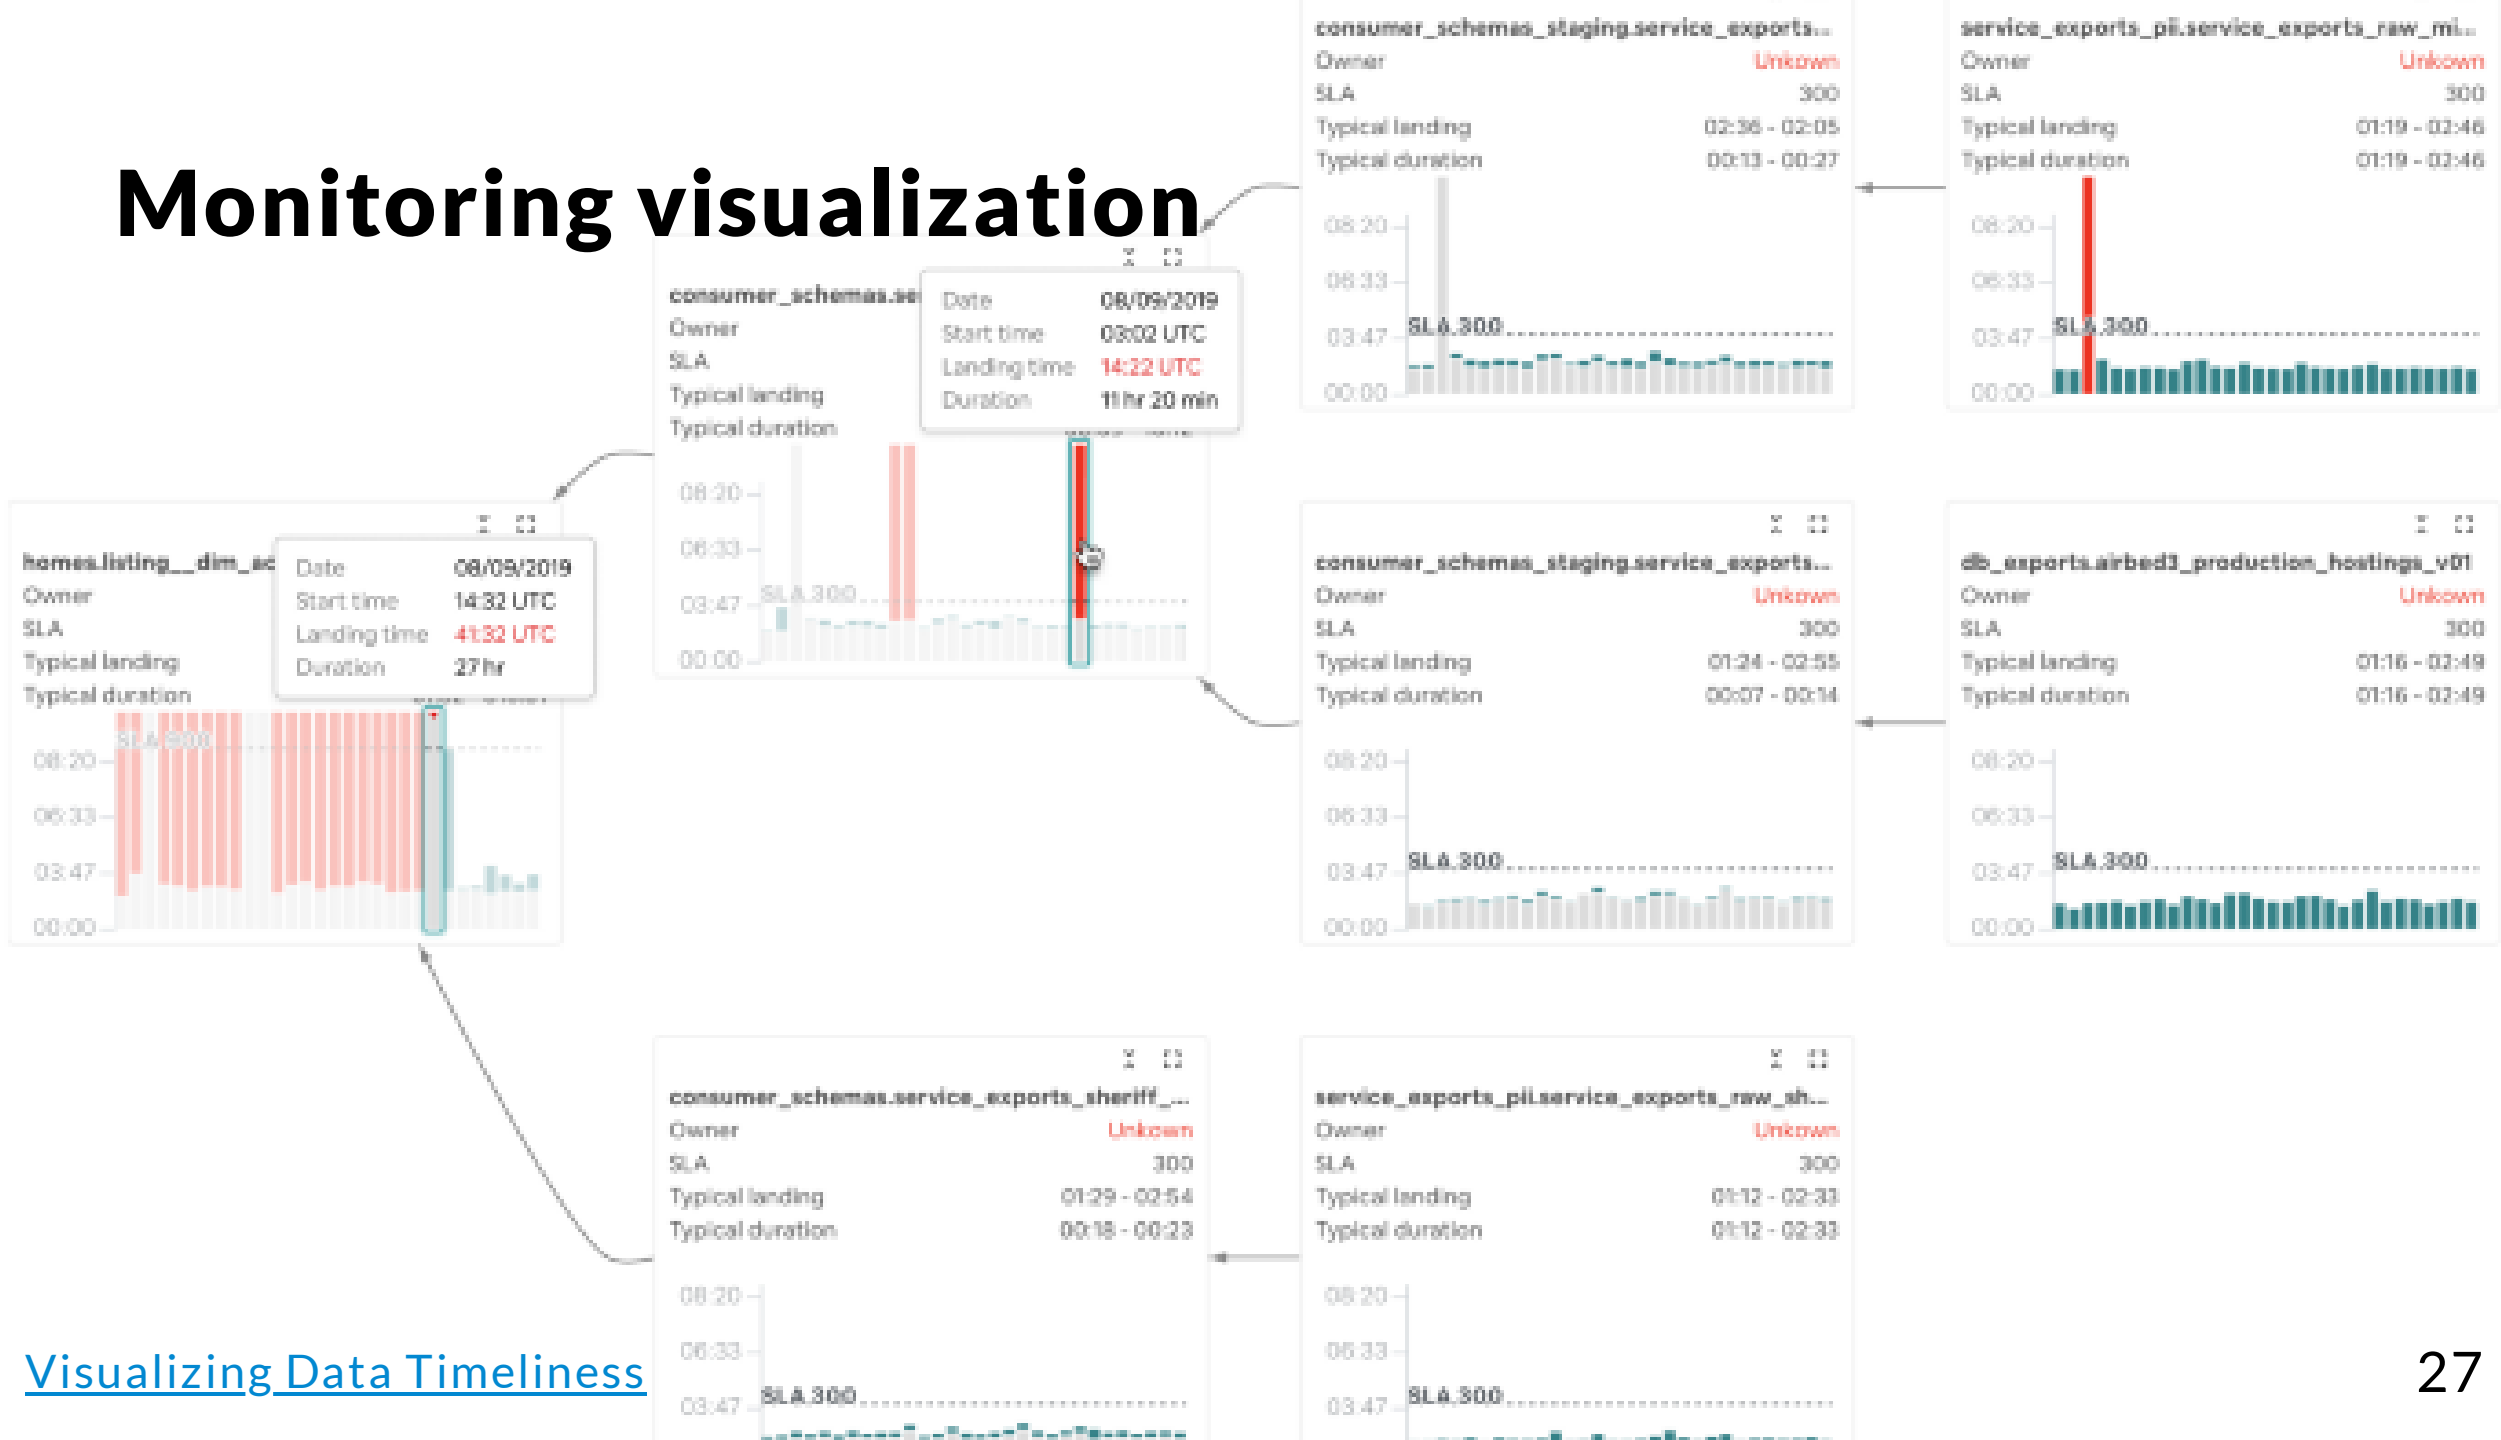 Monitoring visualization
consumer_schemas_staging.service_exports...
Owner Unkown
SLA 300
Typical landing 02:36 - 02:05
Typical duration 00:13 - 00:27
08:20
06:33
SLA 300
03:47
00:00
service_exports_pii.service_exports_raw_mi...
Owner Unkown
SLA 300
Typical landing 01:19 - 02:46
Typical duration 01:19 - 02:46
08:20
06:33
SLA 300
03:47
00:00
consumer_schemas.se
Owner
SLA
Typical landing
Typical duration
Date 08/09/2019
Start time 03:02 UTC
Landing time 14:22 UTC
Duration 11 hr 20 min
08:20
06:33
SLA 300
03:47
00:00
homes.listing__dim_ac
Owner
SLA
Typical landing
Typical duration
Date 08/09/2019
Start time 14:32 UTC
Landing time 41:32 UTC
Duration 27 hr
SLA 900
08:20
06:33
03:47
00:00
consumer_schemas_staging.service_exports...
Owner Unkown
SLA 300
Typical landing 01:24 - 02:55
Typical duration 00:07 - 00:14
08:20
06:33
SLA 300
03:47
00:00
db_exports.airbed3_production_hostings_v01
Owner Unkown
SLA 300
Typical landing 01:16 - 02:49
Typical duration 01:16 - 02:49
08:20
06:33
SLA 300
03:47
00:00
consumer_schemas.service_exports_sheriff_...
Owner Unkown
SLA 300
Typical landing 01:29 - 02:54
Typical duration 00:18 - 00:23
08:20
06:33
SLA 300
03:47
service_exports_pii.service_exports_raw_sh...
Owner Unkown
SLA 300
Typical landing 01:12 - 02:33
Typical duration 01:12 - 02:33
08:20
06:33
SLA 300
03:47
Visualizing Data Timeliness
27